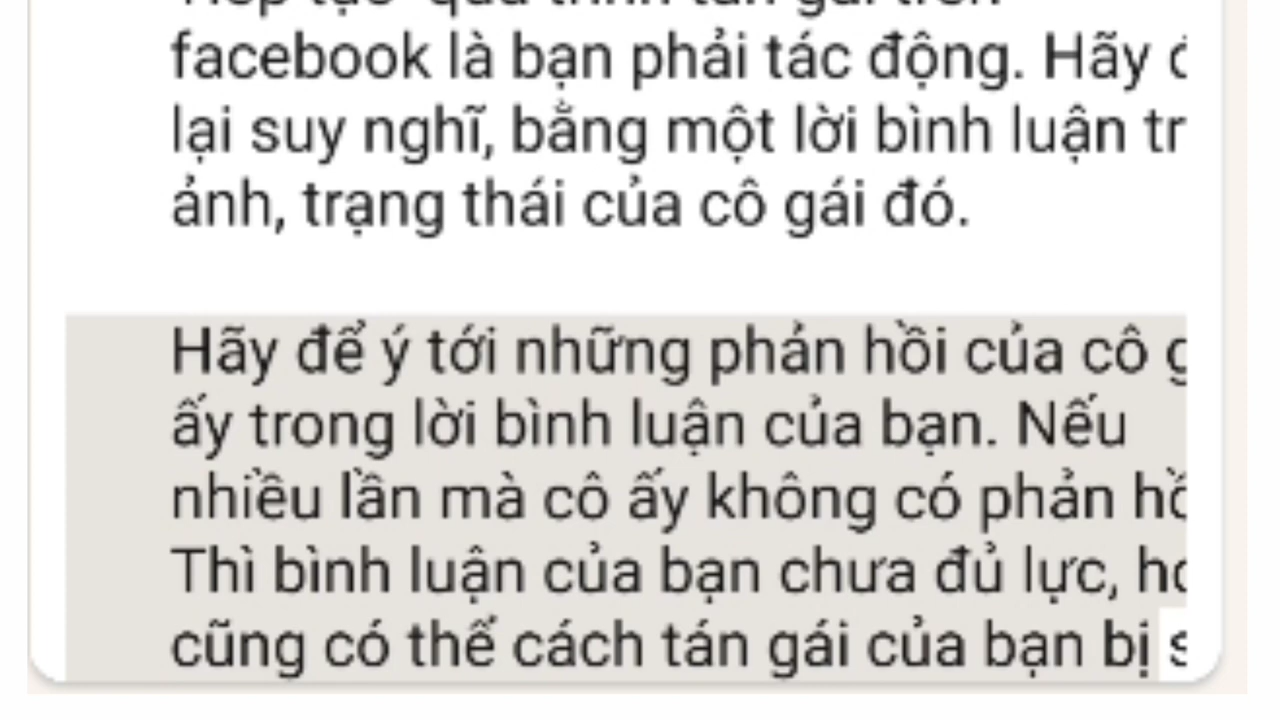 facebook là bạn phải tác động. Hãy
lại suy nghĩ, bằng một lời bình luận
ảnh, trạng thái của cô gái đó.
Hãy để ý tới những phản hồi của cô
ấy trong lời bình luận của bạn. Nếu
nhiều lần mà cô ấy không có phản
Thì bình luận của bạn chưa đủ lực,
cũng có thể cách tán gái của bạn bị